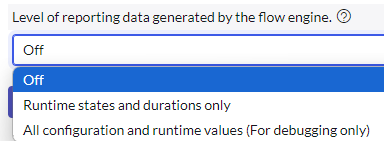 Level of reporting data generated by the flow engine. ?
Off
Off
Runtime states and durations only
All configuration and runtime values (For debugging only)